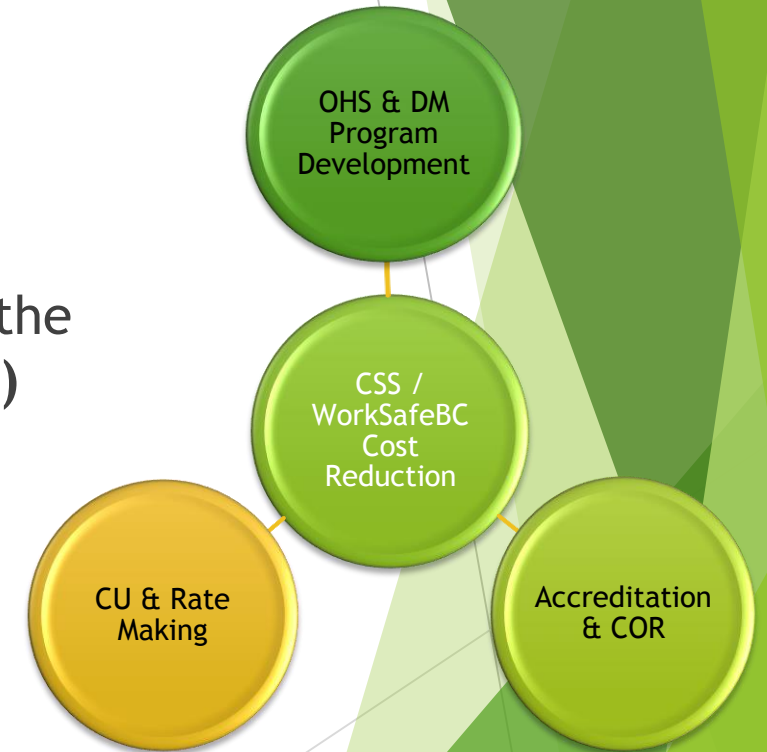 OHS & DM
Program
Development
the
)
CSS /
WorkSafeBC
Cost
Reduction
CU & Rate
Making
Accreditation
& COR